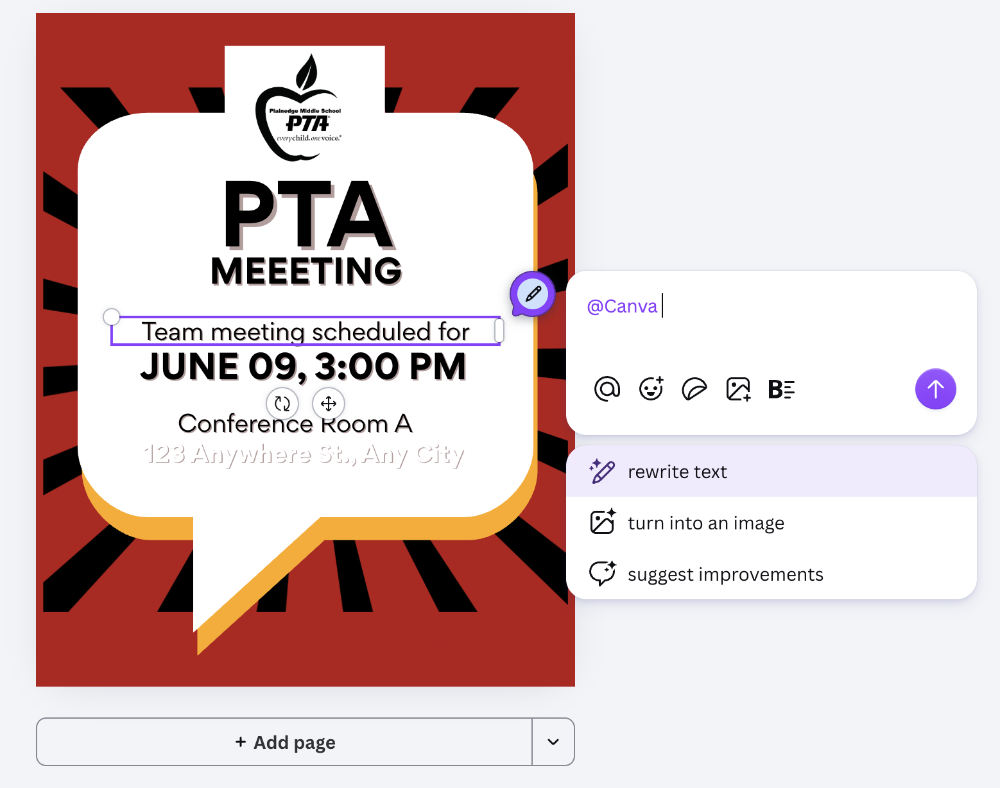 Plainedge Middle School
PTA
everychild.onevoice.®
PTA
MEEETING
Team meeting scheduled for
JUNE 09, 3:00 PM
Conference Room A
123 Anywhere St., Any City
@Canva
B
rewrite text
turn into an image
suggest improvements
+ Add page